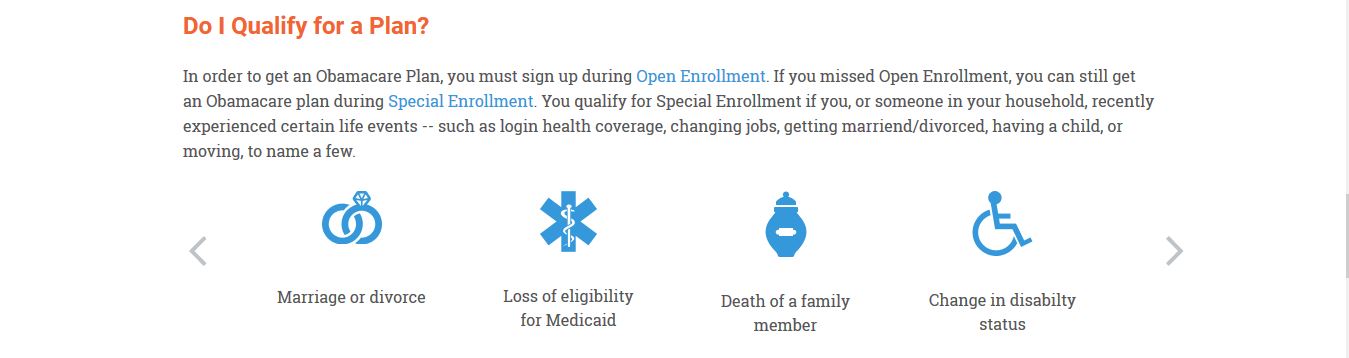 Do I Qualify for a Plan?
In order to get an Obamacare Plan, you must sign up during Open Enrollment. If you missed Open Enrollment, you can still get
an Obamacare plan during Special Enrollment. You qualify for Special Enrollment if you, or someone in your household, recently
experienced certain life events -- such as login health coverage, changing jobs, getting marriend/divorced, having a child, or
moving, to name a few.
Marriage or divorce
Loss of eligibility
for Medicaid
Death of a family
member
Change in disabilty
status